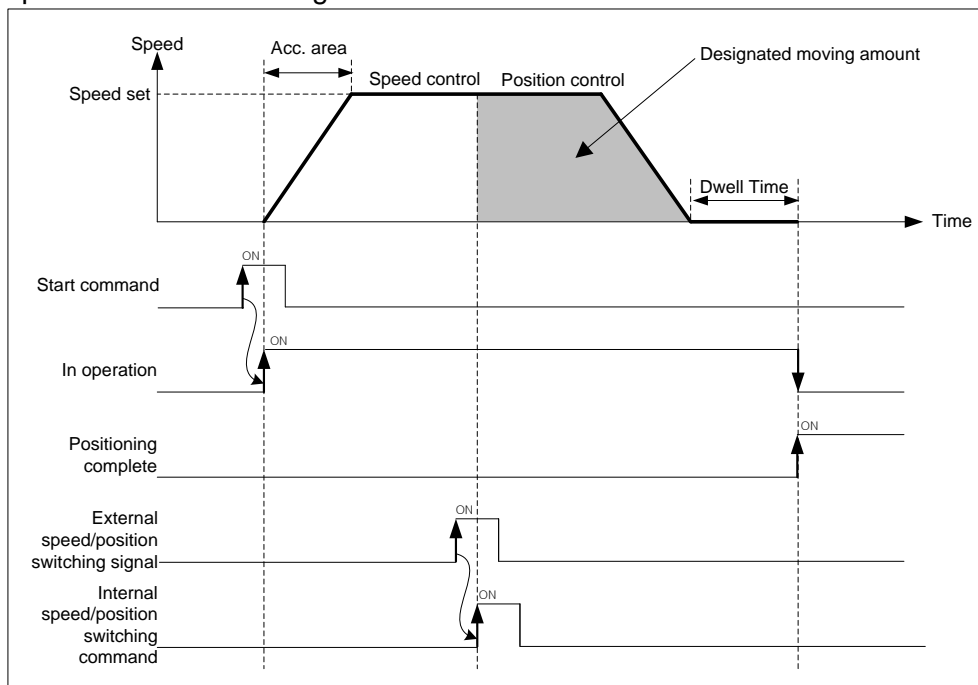 Speed
Acc. area
Designated moving amount
Speed control
Position control
Speed set
Dwell Time
Time
ON
Start command
ON
In operation
ON
Positioning
complete
ON
External
speed/position
switching signal
ON
Internal
speed/position
switching
command